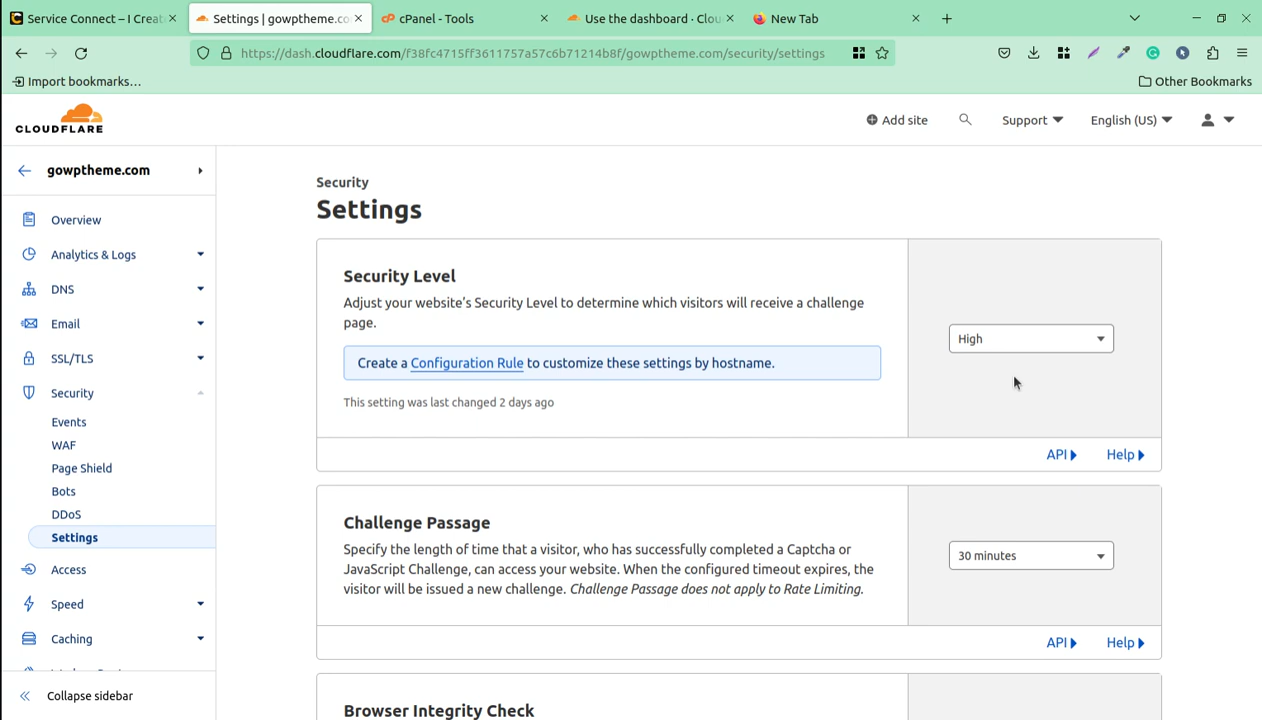 Service Connect – I Creat
Settings | gowptheme.co
cPanel - Tools
Use the dashboard · Clou
New Tab
https://dash.cloudflare.com/f38fc4715ff3611757a57c6b71214b8f/gowptheme.com/security/settings
Import bookmarks…
Other Bookmarks
CLOUDFLARE
Add site
Support
English (US)
gowptheme.com
Overview
Analytics & Logs
DNS
Email
SSL/TLS
Security
Events
WAF
Page Shield
Bots
DDoS
Settings
Access
Speed
Caching
Collapse sidebar
Security
Settings
Security Level
Adjust your website’s Security Level to determine which visitors will receive a challenge
page.
Create a Configuration Rule to customize these settings by hostname.
This setting was last changed 2 days ago
High
API
Help
Challenge Passage
Specify the length of time that a visitor, who has successfully completed a Captcha or
JavaScript Challenge, can access your website. When the configured timeout expires, the
visitor will be issued a new challenge. Challenge Passage does not apply to Rate Limiting.
30 minutes
API
Help
Browser Integrity Check